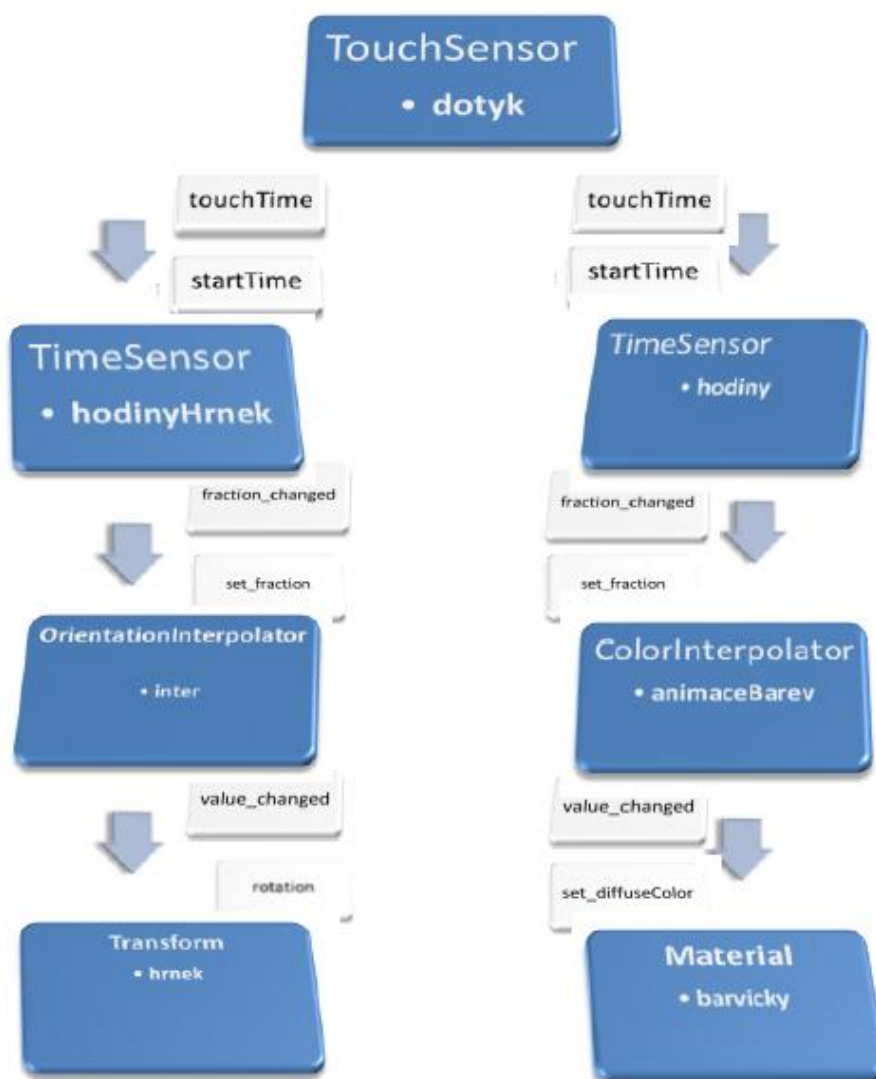 TouchSensor
• dotyk
touchTime
startTime
touchTime
startTime
TimeSensor
• hodinyHrnek
TimeSensor
• hodiny
fraction_changed
set_fraction
fraction_changed
set_fraction
OrientationInterpolator
• inter
ColorInterpolator
• animaceBarev
value_changed
rotation
value_changed
set_diffuseColor
Transform
• hrnek
Material
• barvicky